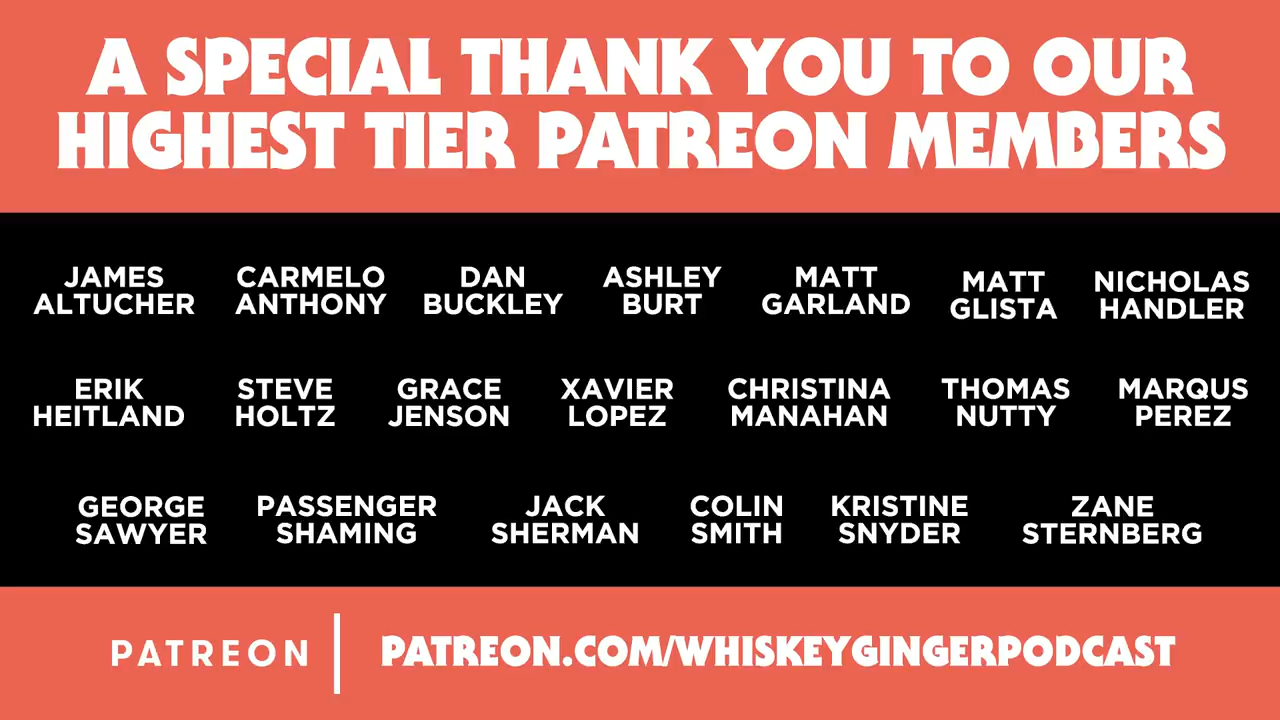 A SPECIAL THANK YOU TO OUR
HIGHEST TIER PATREON MEMBERS
JAMES
ALTUCHER
CARMELO
ANTHONY
DAN
BUCKLEY
ASHLEY
BURT
MATT
GARLAND
MATT
GLISTA
NICHOLAS
HANDLER
ERIK
HEITLAND
STEVE
HOLTZ
GRACE
JENSON
XAVIER
LOPEZ
CHRISTINA
MANAHAN
THOMAS
NUTTY
MARQUS
PEREZ
GEORGE
SAWYER
PASSENGER
SHAMING
JACK
SHERMAN
COLIN
SMITH
KRISTINE
SNYDER
ZANE
STERNBERG
PATREON
PATREON.COM/WHISKEYGINGERPODCAST